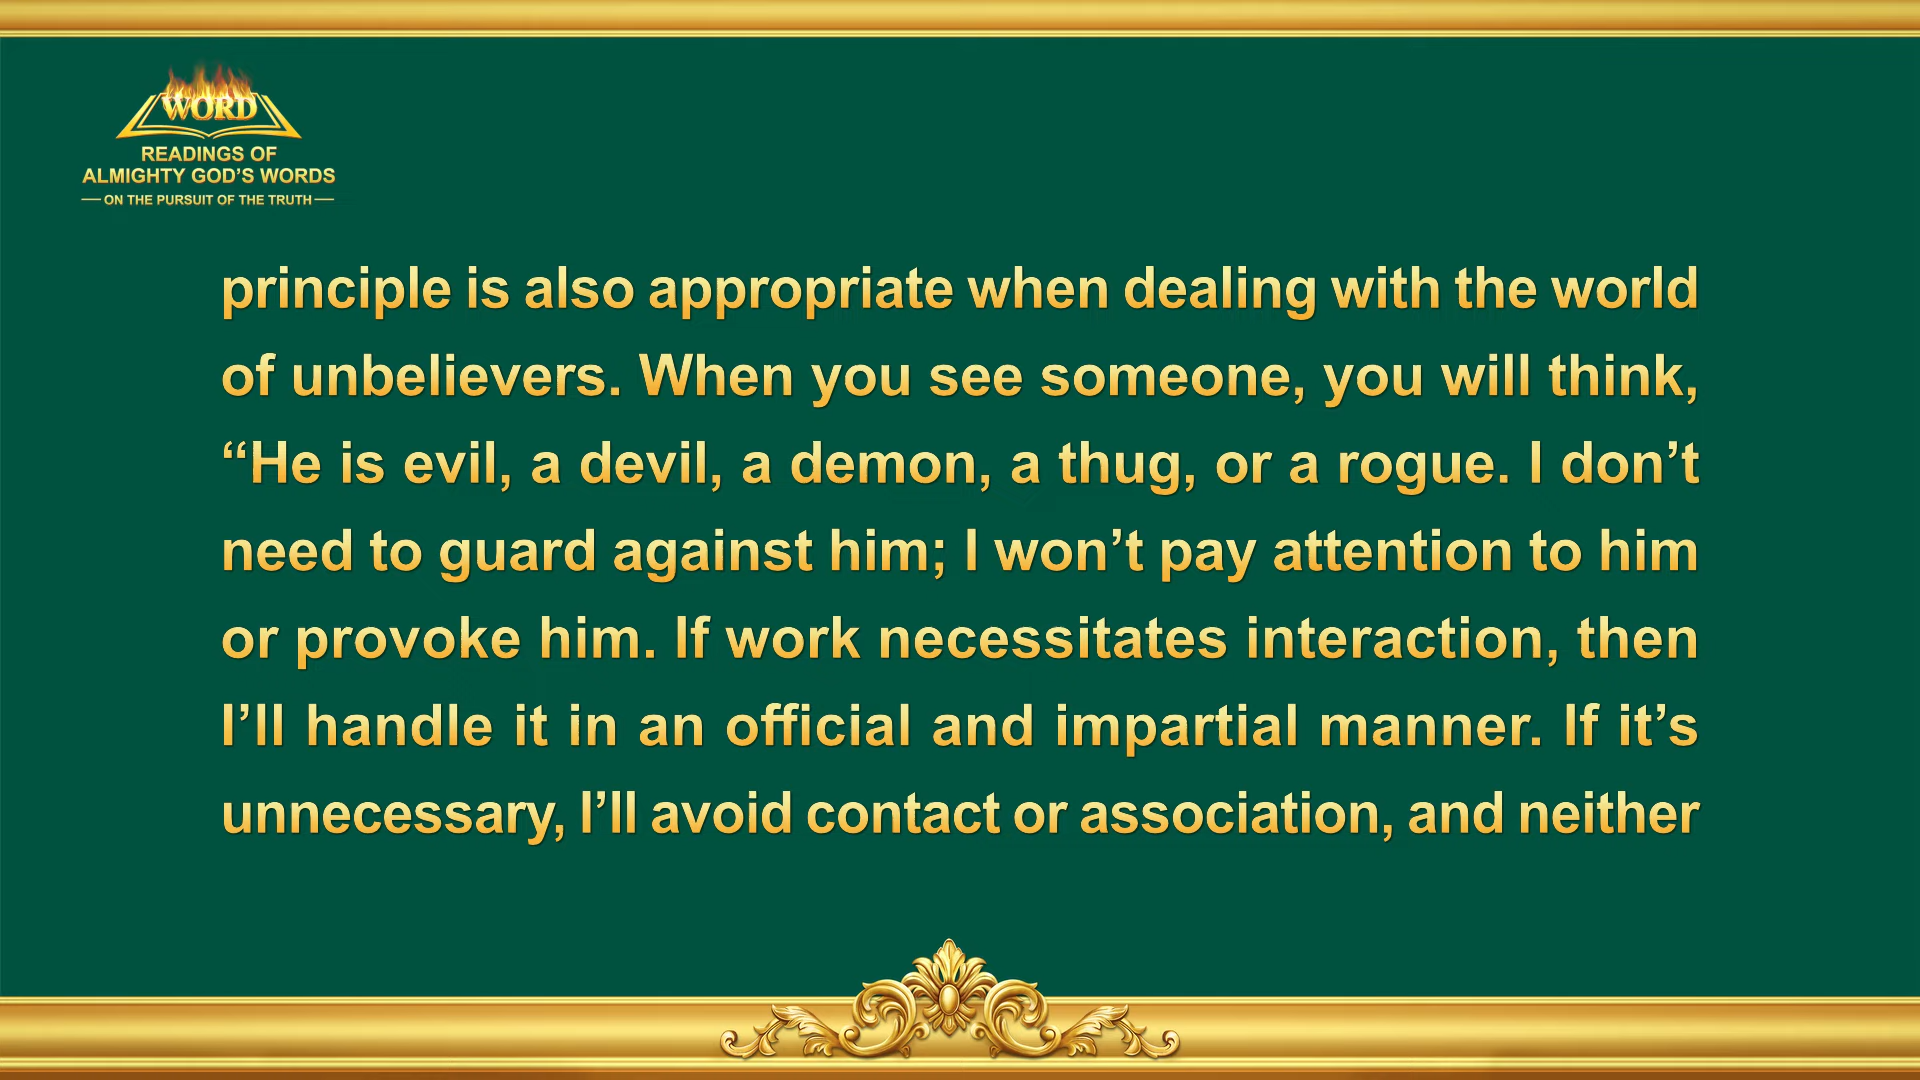 WORD
READINGS OF
ALMIGHTY GOD’S WORDS
— ON THE PURSUIT OF THE TRUTH —
principle is also appropriate when dealing with the world
of unbelievers. When you see someone, you will think,
“He is evil, a devil, a demon, a thug, or a rogue. I don’t
need to guard against him; I won’t pay attention to him
or provoke him. If work necessitates interaction, then
I’ll handle it in an official and impartial manner. If it’s
unnecessary, I’ll avoid contact or association, and neither